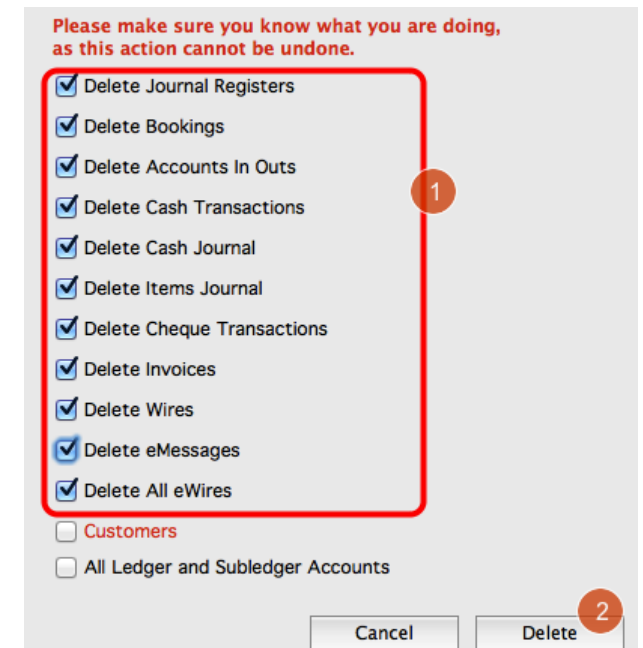 Please make sure you know what you are doing,
as this action cannot be undone.
Delete Journal Registers
Delete Bookings
Delete Accounts In Outs
1
Delete Cash Transactions
Delete Cash Journal
Delete Items Journal
Delete Cheque Transactions
Delete Invoices
Delete Wires
Delete eMessages
Delete All eWires
Customers
All Ledger and Subledger Accounts
2
Cancel Delete